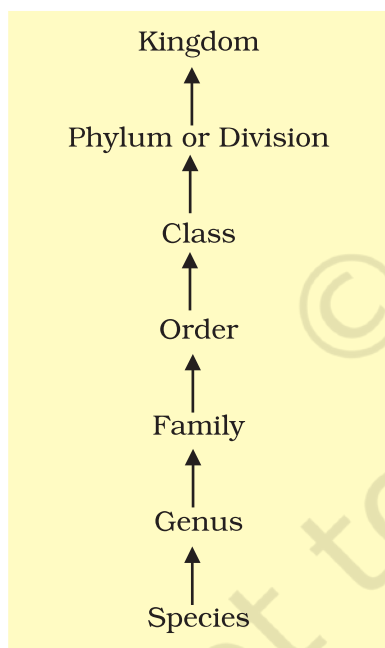 Kingdom
Phylum or Division
Class
Order
Family
Genus
Species